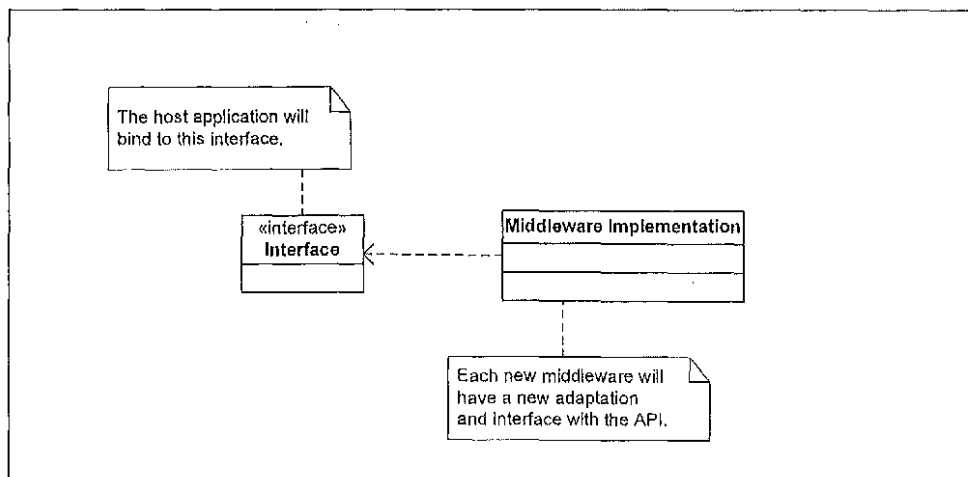 The host application will
bind to this interface.
«interface»
Interface
Middleware Implementation
Each new middleware will
have a new adaptation
and interface with the API.